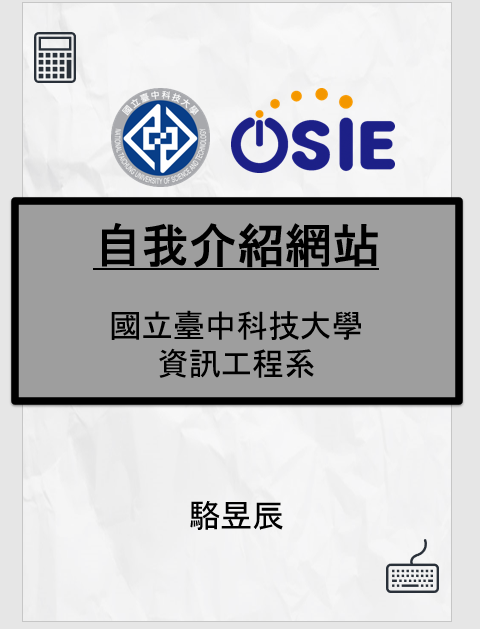 國立臺中科技大學
NATIONAL TAICHUNG UNIVERSITY OF SCIENCE AND TECHNOLOGY
CSIE
自我介紹網站
國立臺中科技大學
資訊工程系
駱昱辰